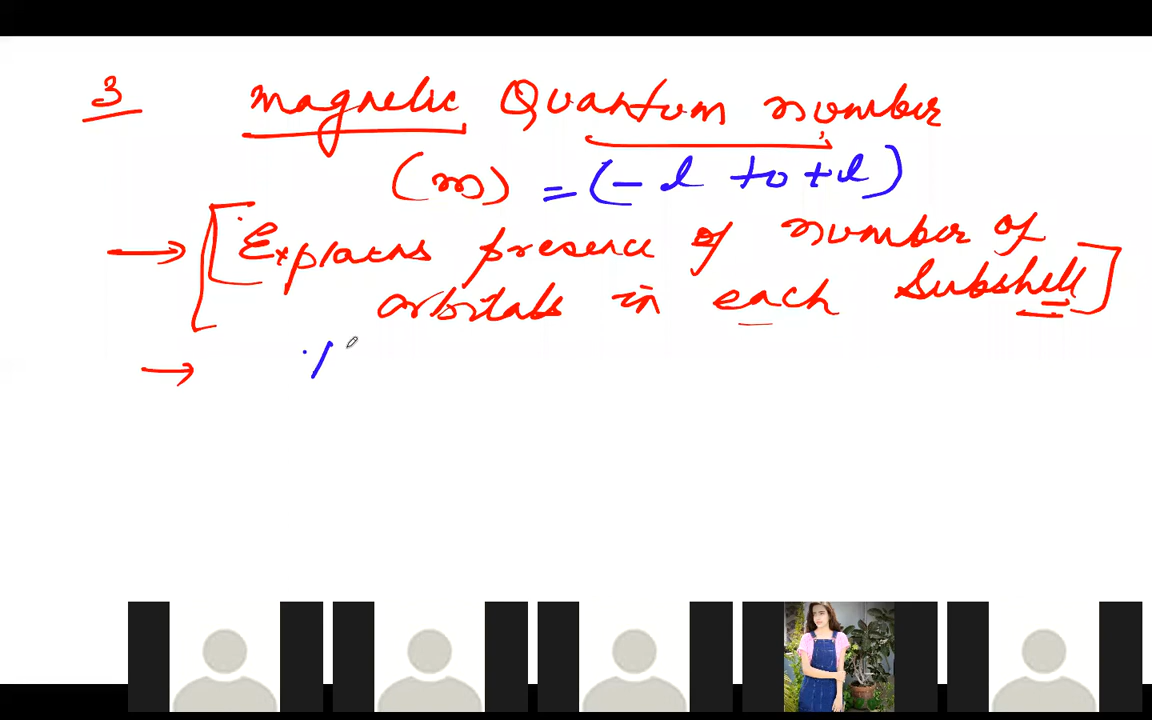 3 magnetic Quantum number
(m) = (-l to +l)
→ [Explains presence of number of
orbitals in each Subshell]
→